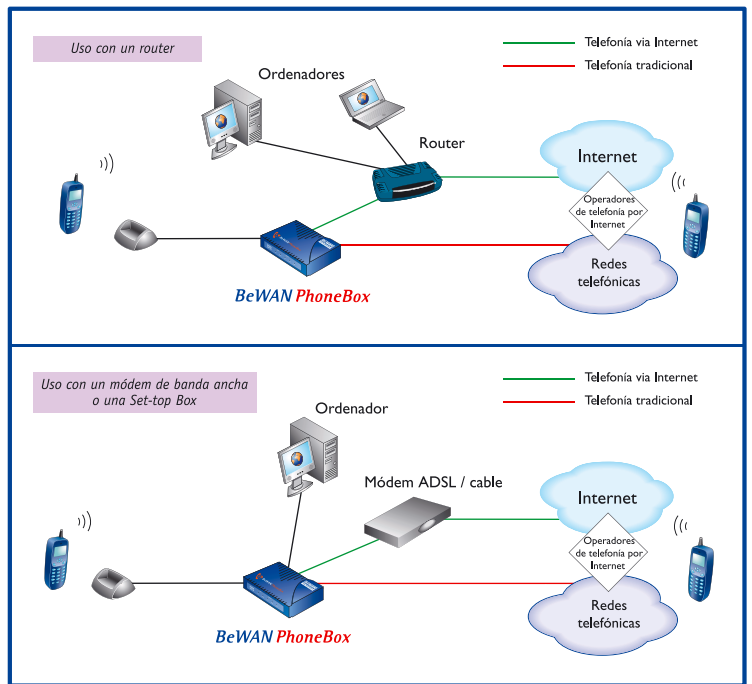 Uso con un router
Telefonía via Internet
Telefonía tradicional
Ordenadores
Router
Internet
Operadores
de telefonía por
Internet
Redes
telefónicas
BeWAN PhoneBox
Uso con un módem de banda ancha
o una Set-top Box
Telefonía via Internet
Telefonía tradicional
Ordenador
Módem ADSL / cable
Internet
Operadores
de telefonía por
Internet
Redes
telefónicas
BeWAN PhoneBox